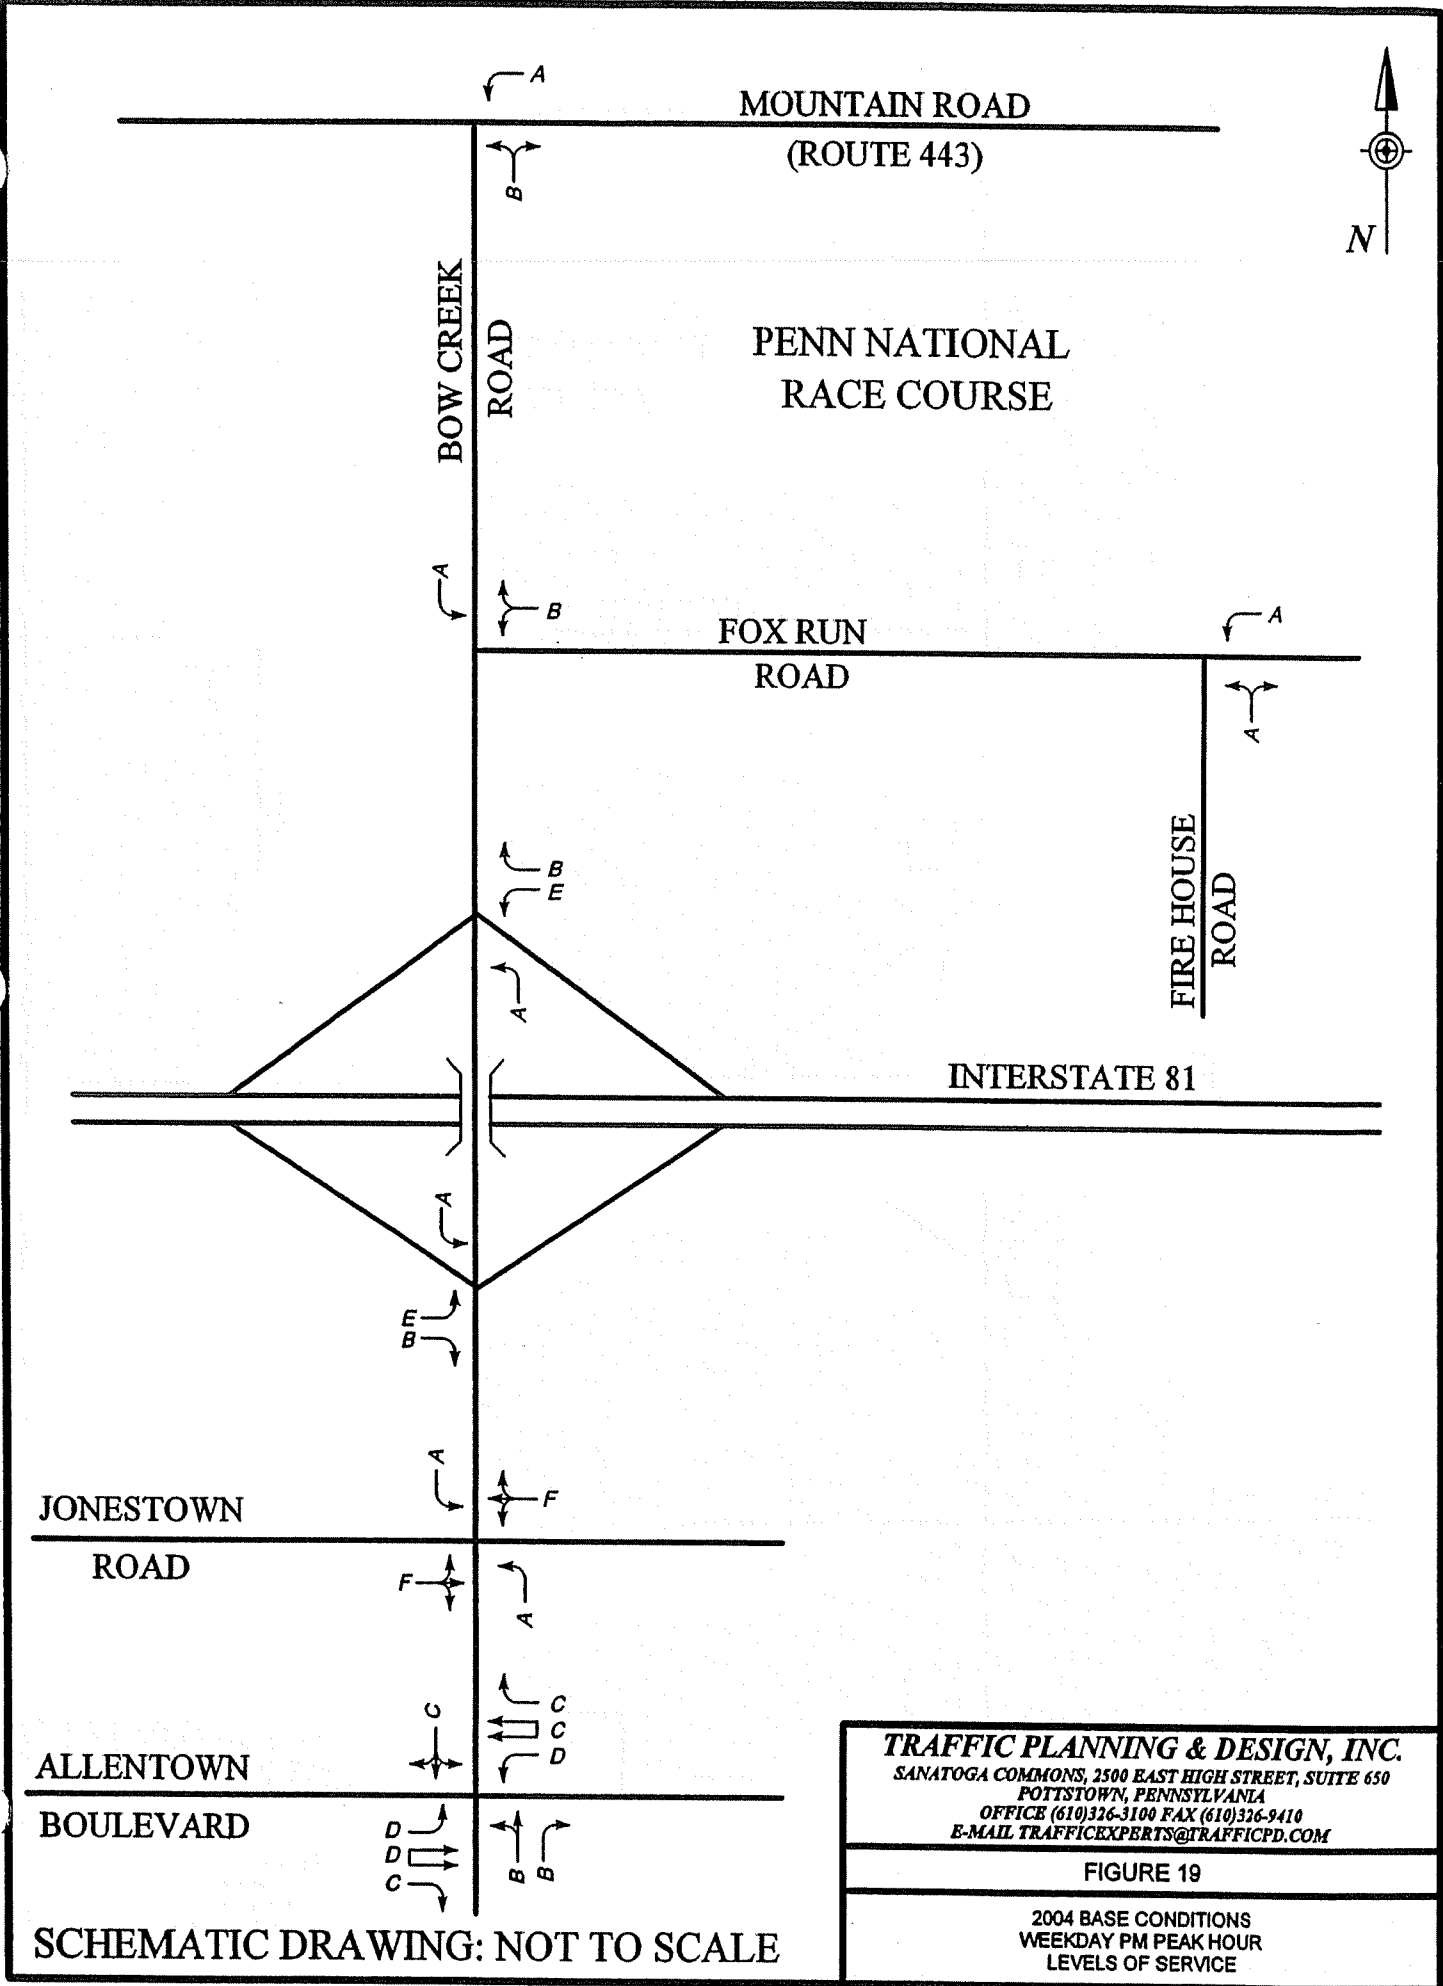 A
MOUNTAIN ROAD
(ROUTE 443)
B
N
BOW CREEK
ROAD
PENN NATIONAL
RACE COURSE
A
B
A
FOX RUN
ROAD
A
B
E
FIRE HOUSE
ROAD
A
INTERSTATE 81
A
E
B
A
F
JONESTOWN
ROAD
F
A
C
C
C
D
ALLENTOWN
BOULEVARD
D
D
C
B
B
SCHEMATIC DRAWING: NOT TO SCALE
TRAFFIC PLANNING & DESIGN, INC.
SANATOGA COMMONS, 2500 EAST HIGH STREET, SUITE 650
POTTSTOWN, PENNSYLVANIA
OFFICE (610)326-3100 FAX (610)326-9410
E-MAIL TRAFFICEXPERTS@TRAFFICPD.COM
FIGURE 19
2004 BASE CONDITIONS
WEEKDAY PM PEAK HOUR
LEVELS OF SERVICE